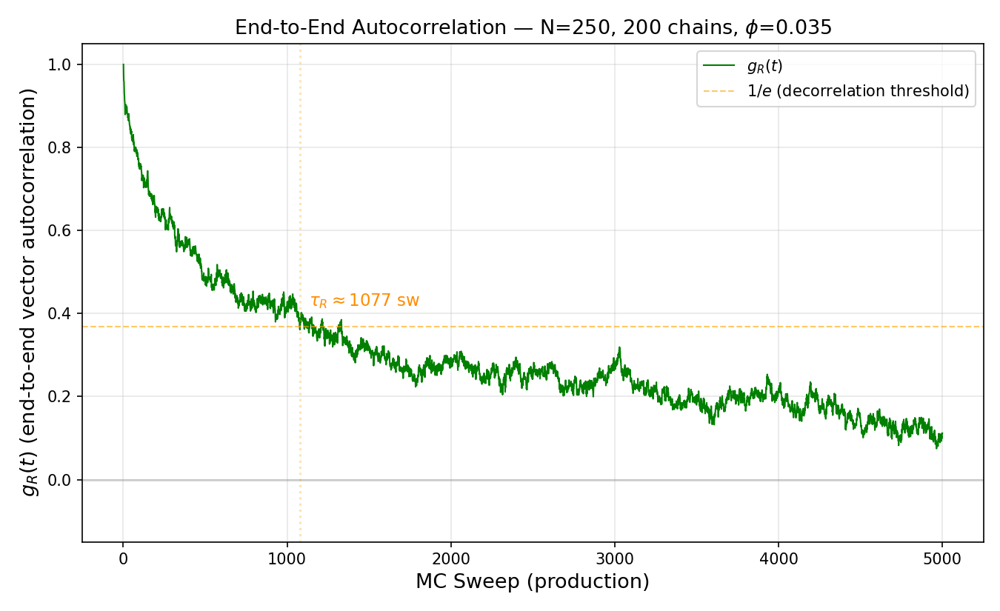 End-to-End Autocorrelation — N=250, 200 chains, ϕ=0.035
g_R(t) (end-to-end vector autocorrelation)
1.0
0.8
0.6
0.4
0.2
0.0
g_R(t)
1/e (decorrelation threshold)
τ_R ≈ 1077 sw
0 1000 2000 3000 4000 5000
MC Sweep (production)